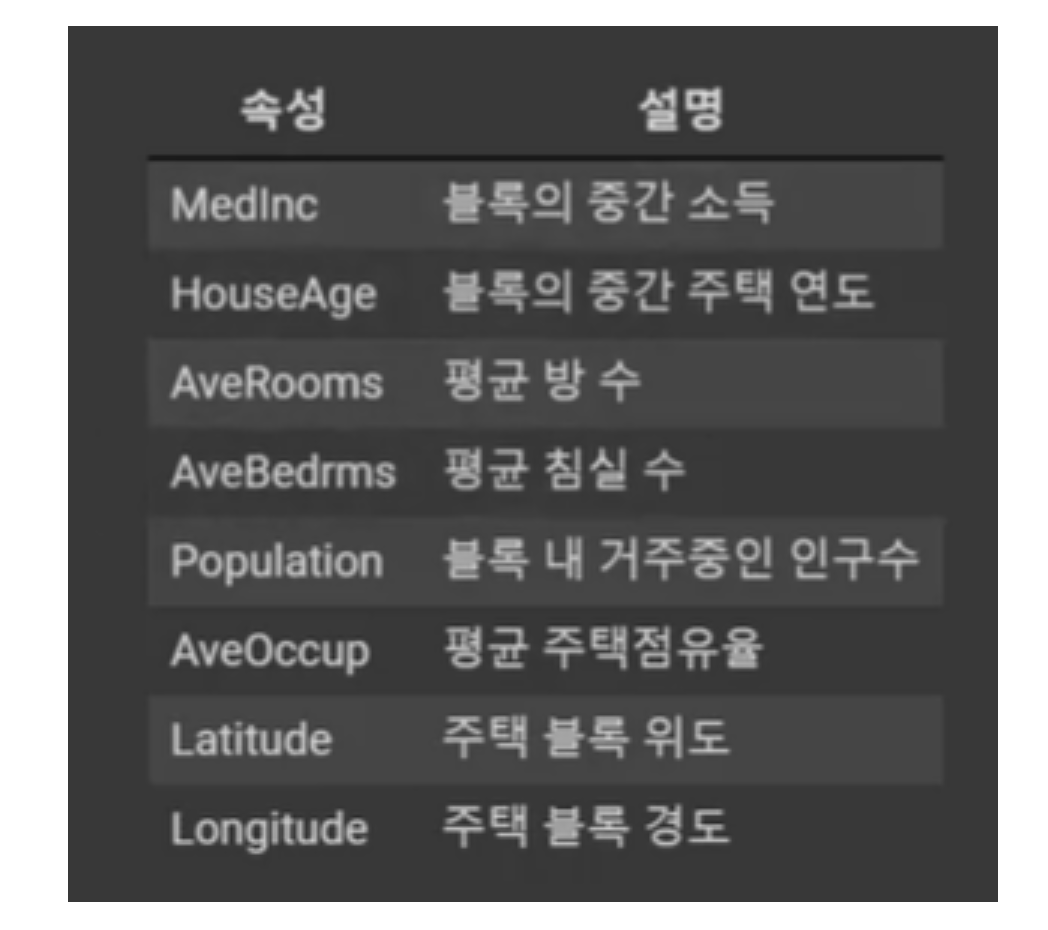 속성 설명
MedInc 블록의 중간 소득
HouseAge 블록의 중간 주택 연도
AveRooms 평균 방 수
AveBedrms 평균 침실 수
Population 블록 내 거주중인 인구수
AveOccup 평균 주택점유율
Latitude 주택 블록 위도
Longitude 주택 블록 경도